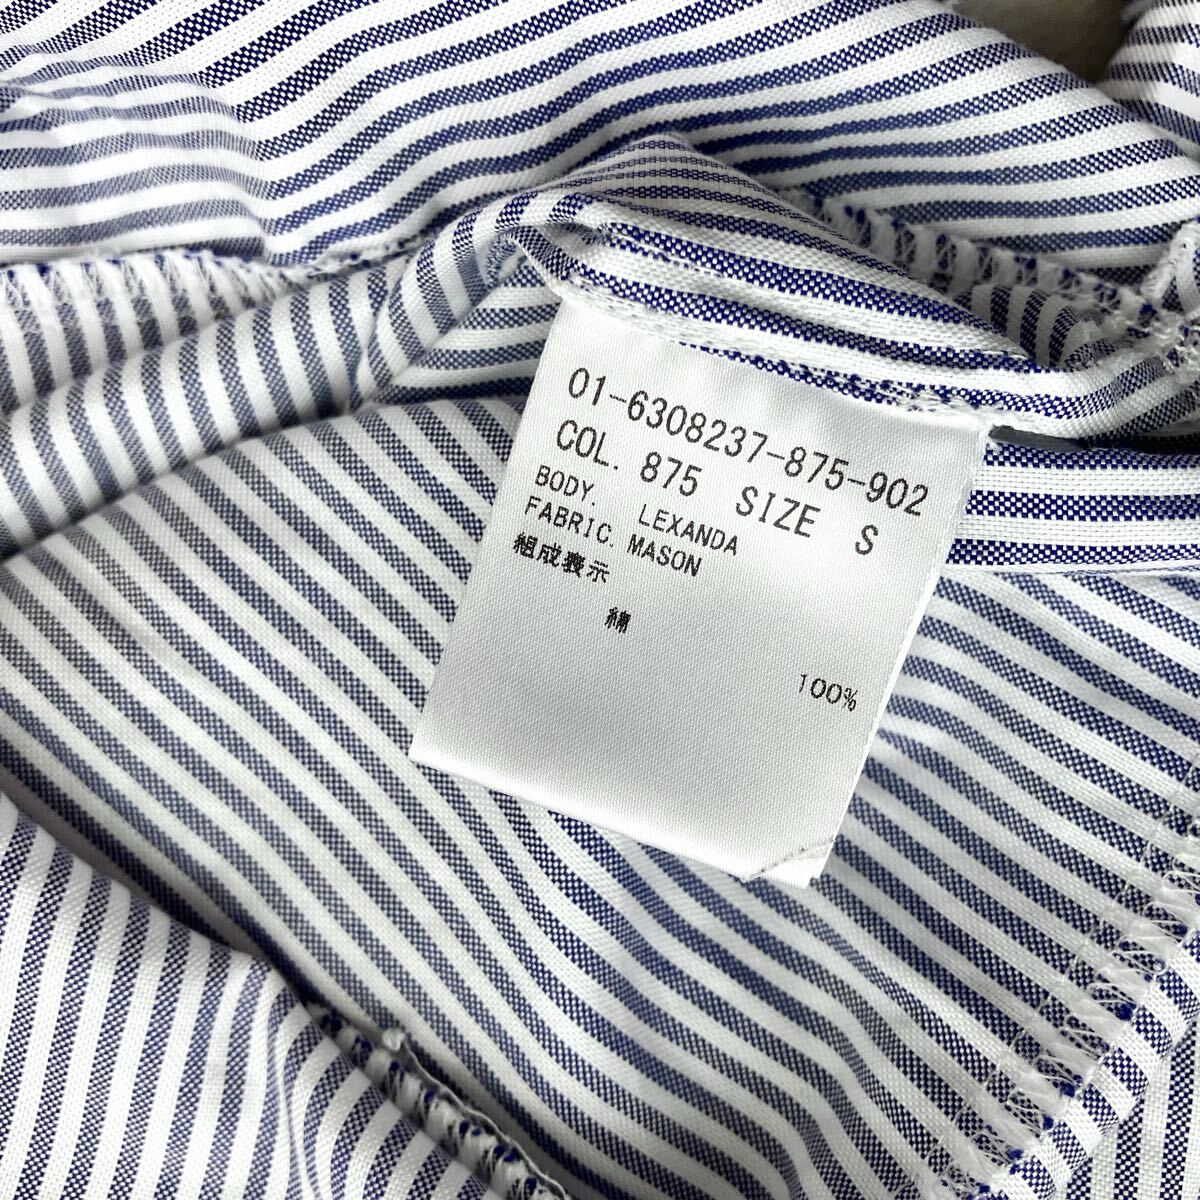 01-6308237-875-902
COL. 875 SIZE S
BODY. LEXANDA
FABRIC. MASON
組成表示
綿 100%